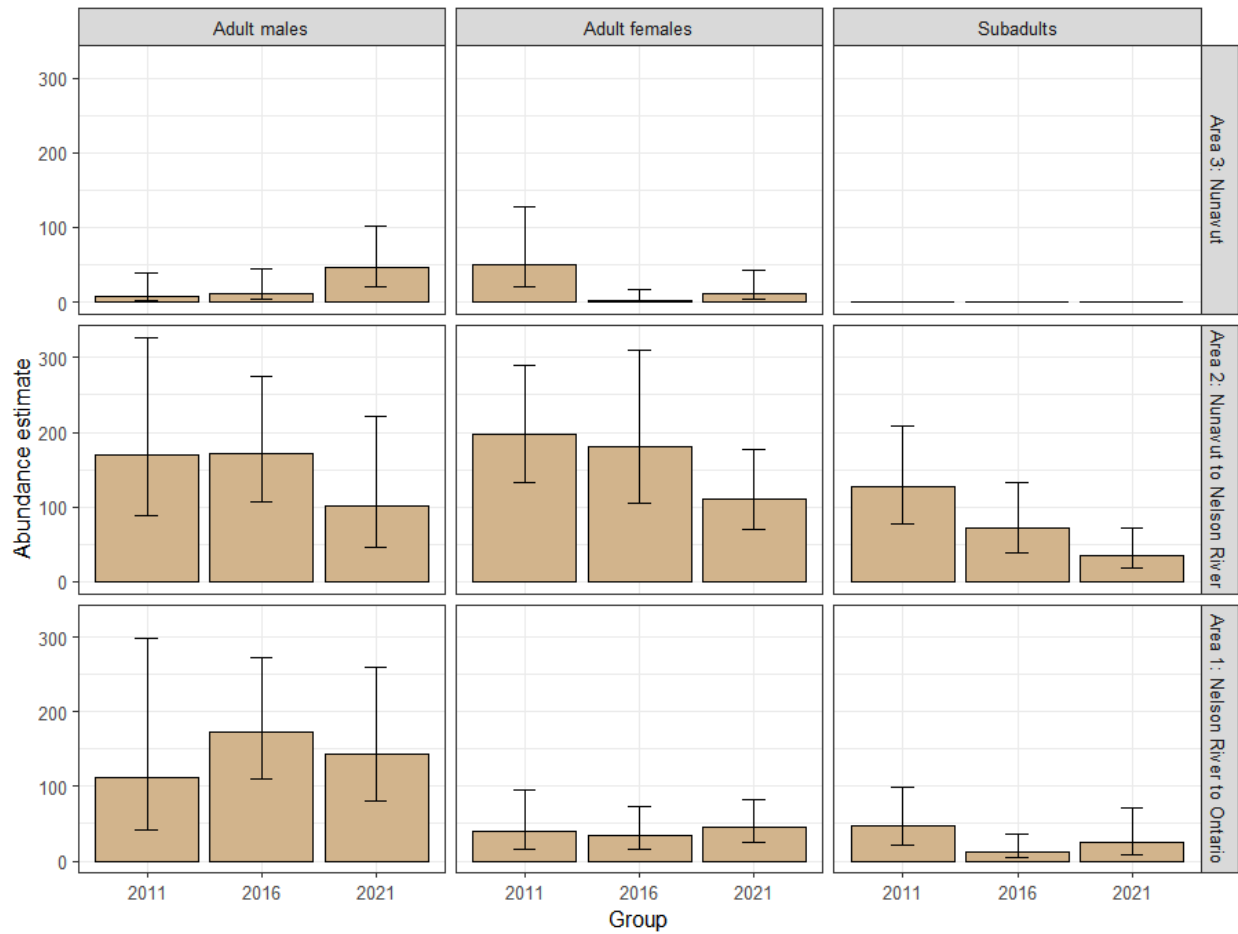 Adult males
Adult females
Subadults
300
200
100
0
Area 3: Nunavut
300
200
100
0
Area 2: Nunavut to Nelson River
Abundance estimate
300
200
100
0
Area 1: Nelson River to Ontario
2011 2016 2021
2011 2016 2021
2011 2016 2021
Group